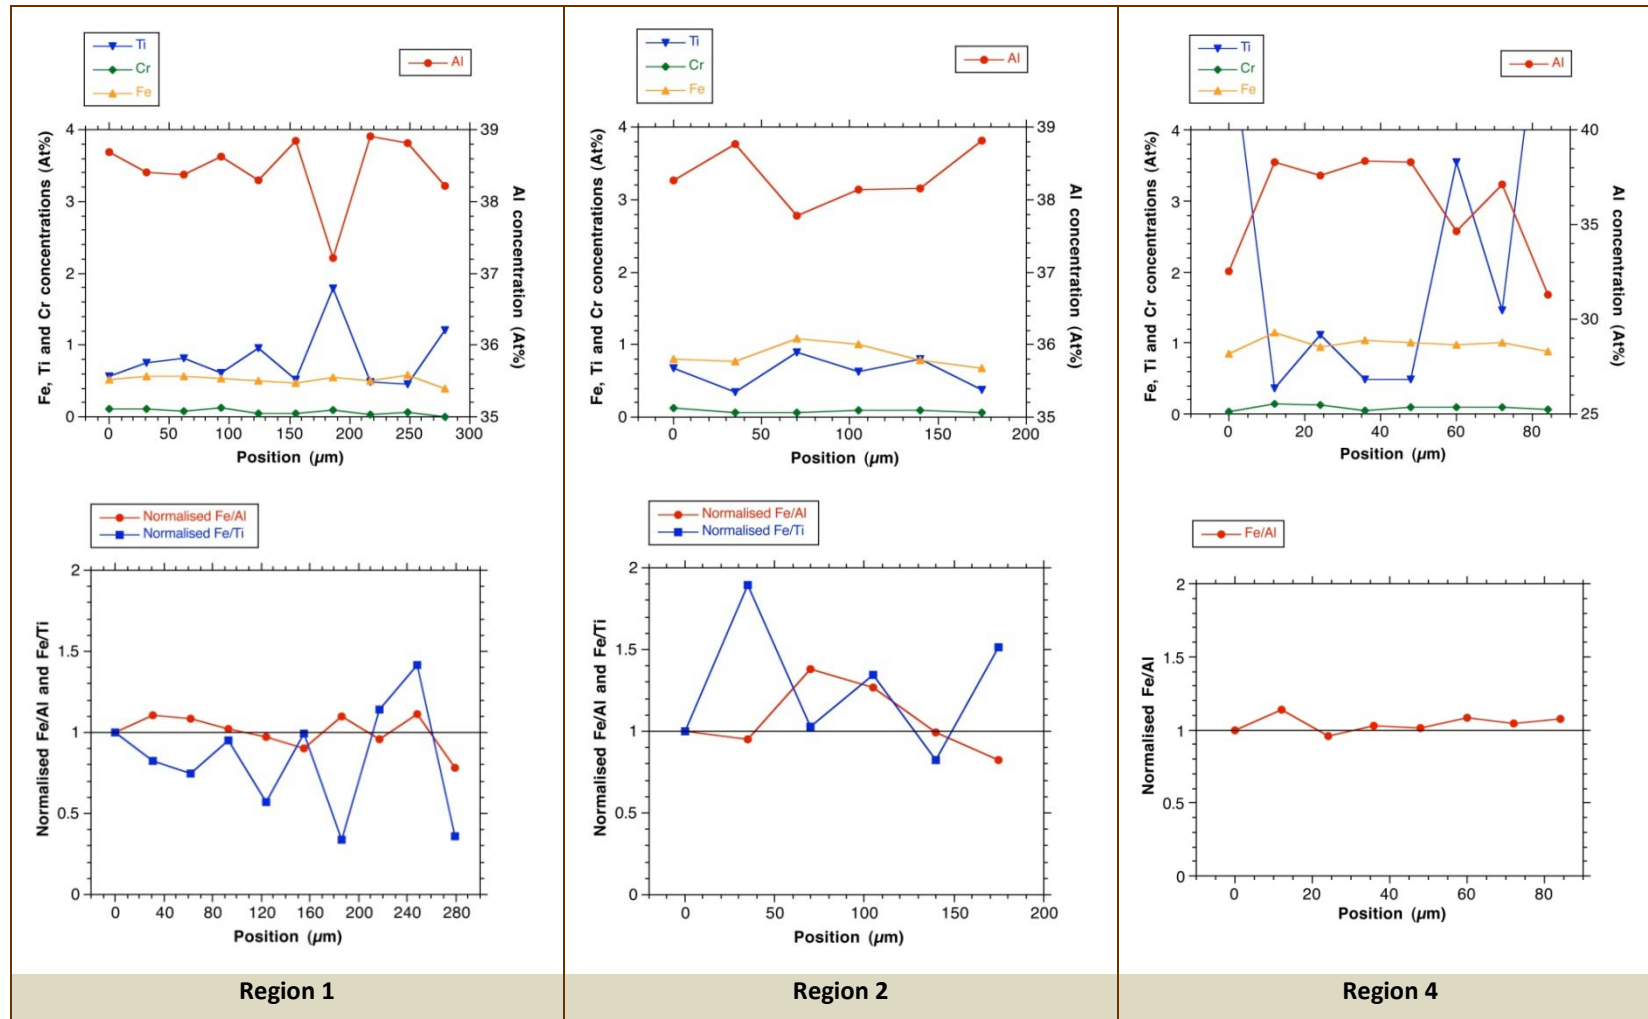 Ti
Cr
Fe
Al
Fe, Ti and Cr concentrations (At%)
4
3
2
1
0
39
38
37
36
35
Al concentration (At%)
0 50 100 150 200 250 300
Position (µm)
Ti
Cr
Fe
Al
Fe, Ti and Cr concentrations (At%)
4
3
2
1
0
39
38
37
36
35
Al concentration (At%)
0 50 100 150 200
Position (µm)
Ti
Cr
Fe
Al
Fe, Ti and Cr concentrations (At%)
4
3
2
1
0
40
35
30
25
Al concentration (At%)
0 20 40 60 80
Position (µm)
Normalised Fe/Al
Normalised Fe/Ti
Normalised Fe/Al and Fe/Ti
2
1.5
1
0.5
0
0 40 80 120 160 200 240 280
Position (µm)
Normalised Fe/Al
Normalised Fe/Ti
Normalised Fe/Al and Fe/Ti
2
1.5
1
0.5
0
0 50 100 150 200
Position (µm)
Fe/Al
Normalised Fe/Al
2
1.5
1
0.5
0
0 20 40 60 80
Position (µm)
Region 1
Region 2
Region 4